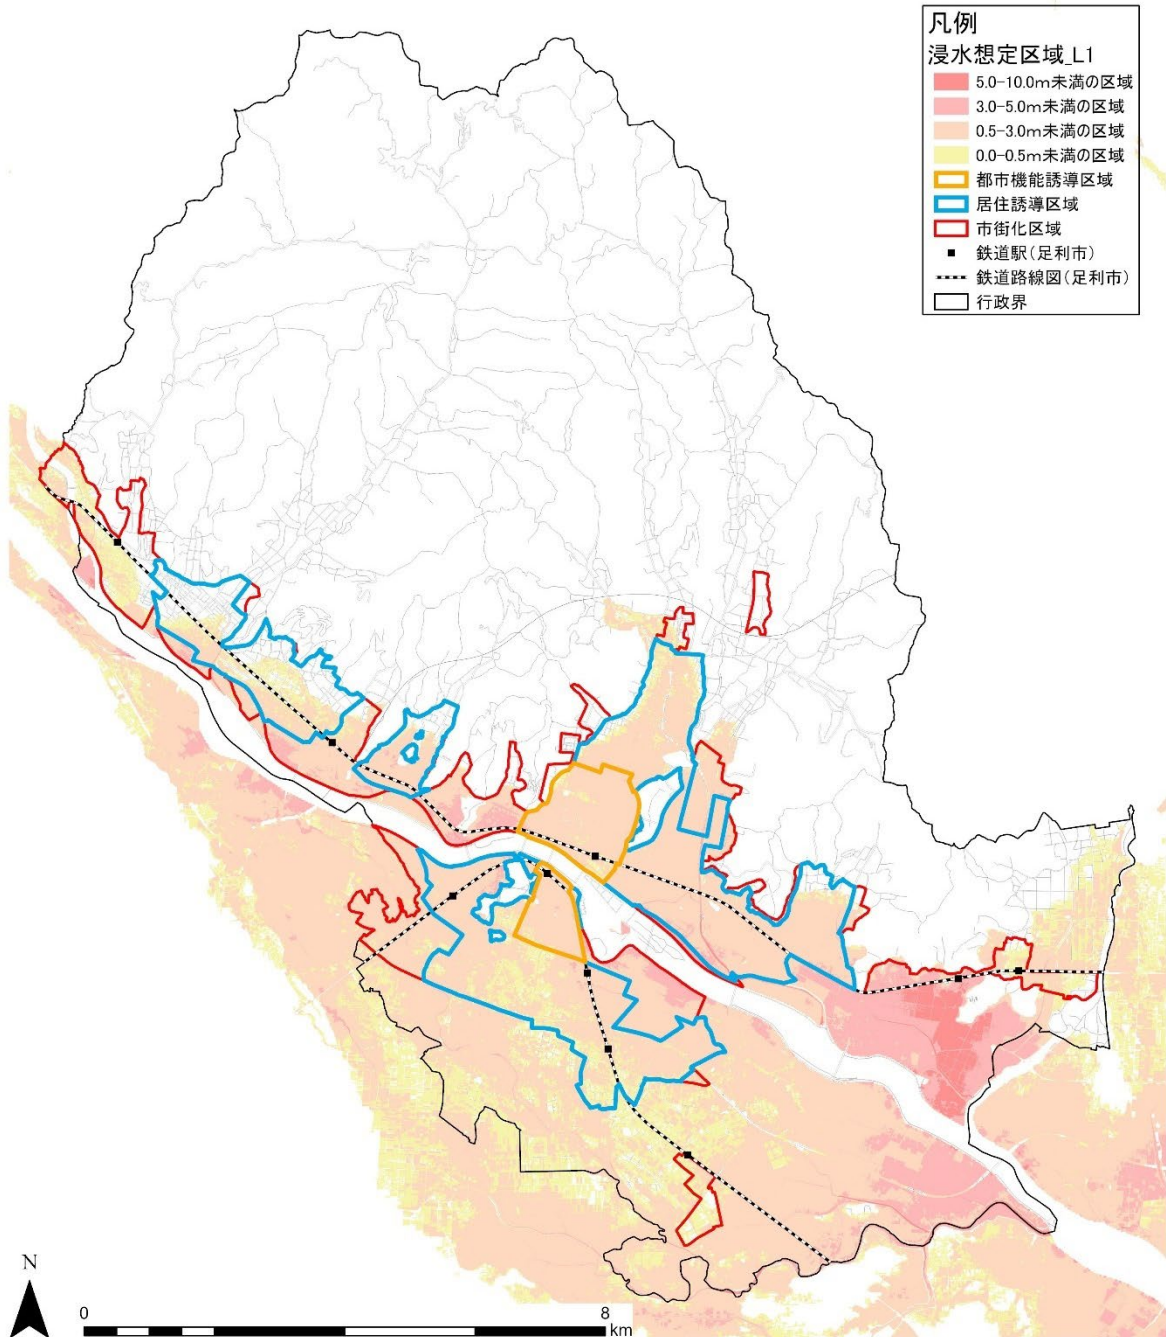 凡例
浸水想定区域_L1
5.0-10.0m未満の区域
3.0-5.0m未満の区域
0.5-3.0m未満の区域
0.0-0.5m未満の区域
都市機能誘導区域
居住誘導区域
市街化区域
鉄道駅(足利市)
鉄道路線図(足利市)
行政界
N
0 8
km